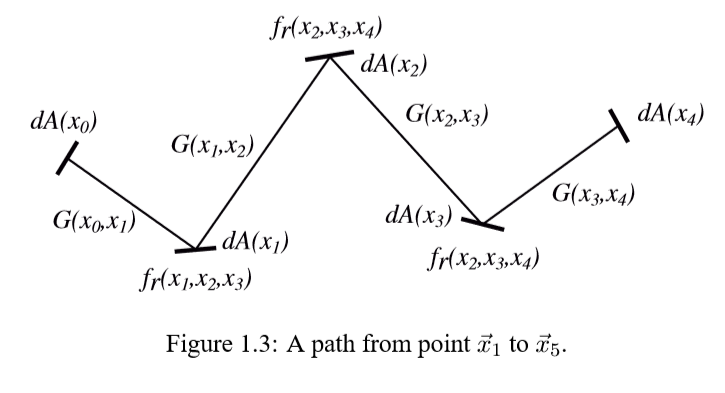 fr(x₂,x₃,x₄)
dA(x₂)
dA(x₀)
G(x₁,x₂)
G(x₂,x₃)
dA(x₄)
G(x₀,x₁)
dA(x₁)
dA(x₃)
G(x₃,x₄)
fr(x₁,x₂,x₃)
fr(x₂,x₃,x₄)
Figure 1.3: A path from point x⃗₁ to x⃗₅.